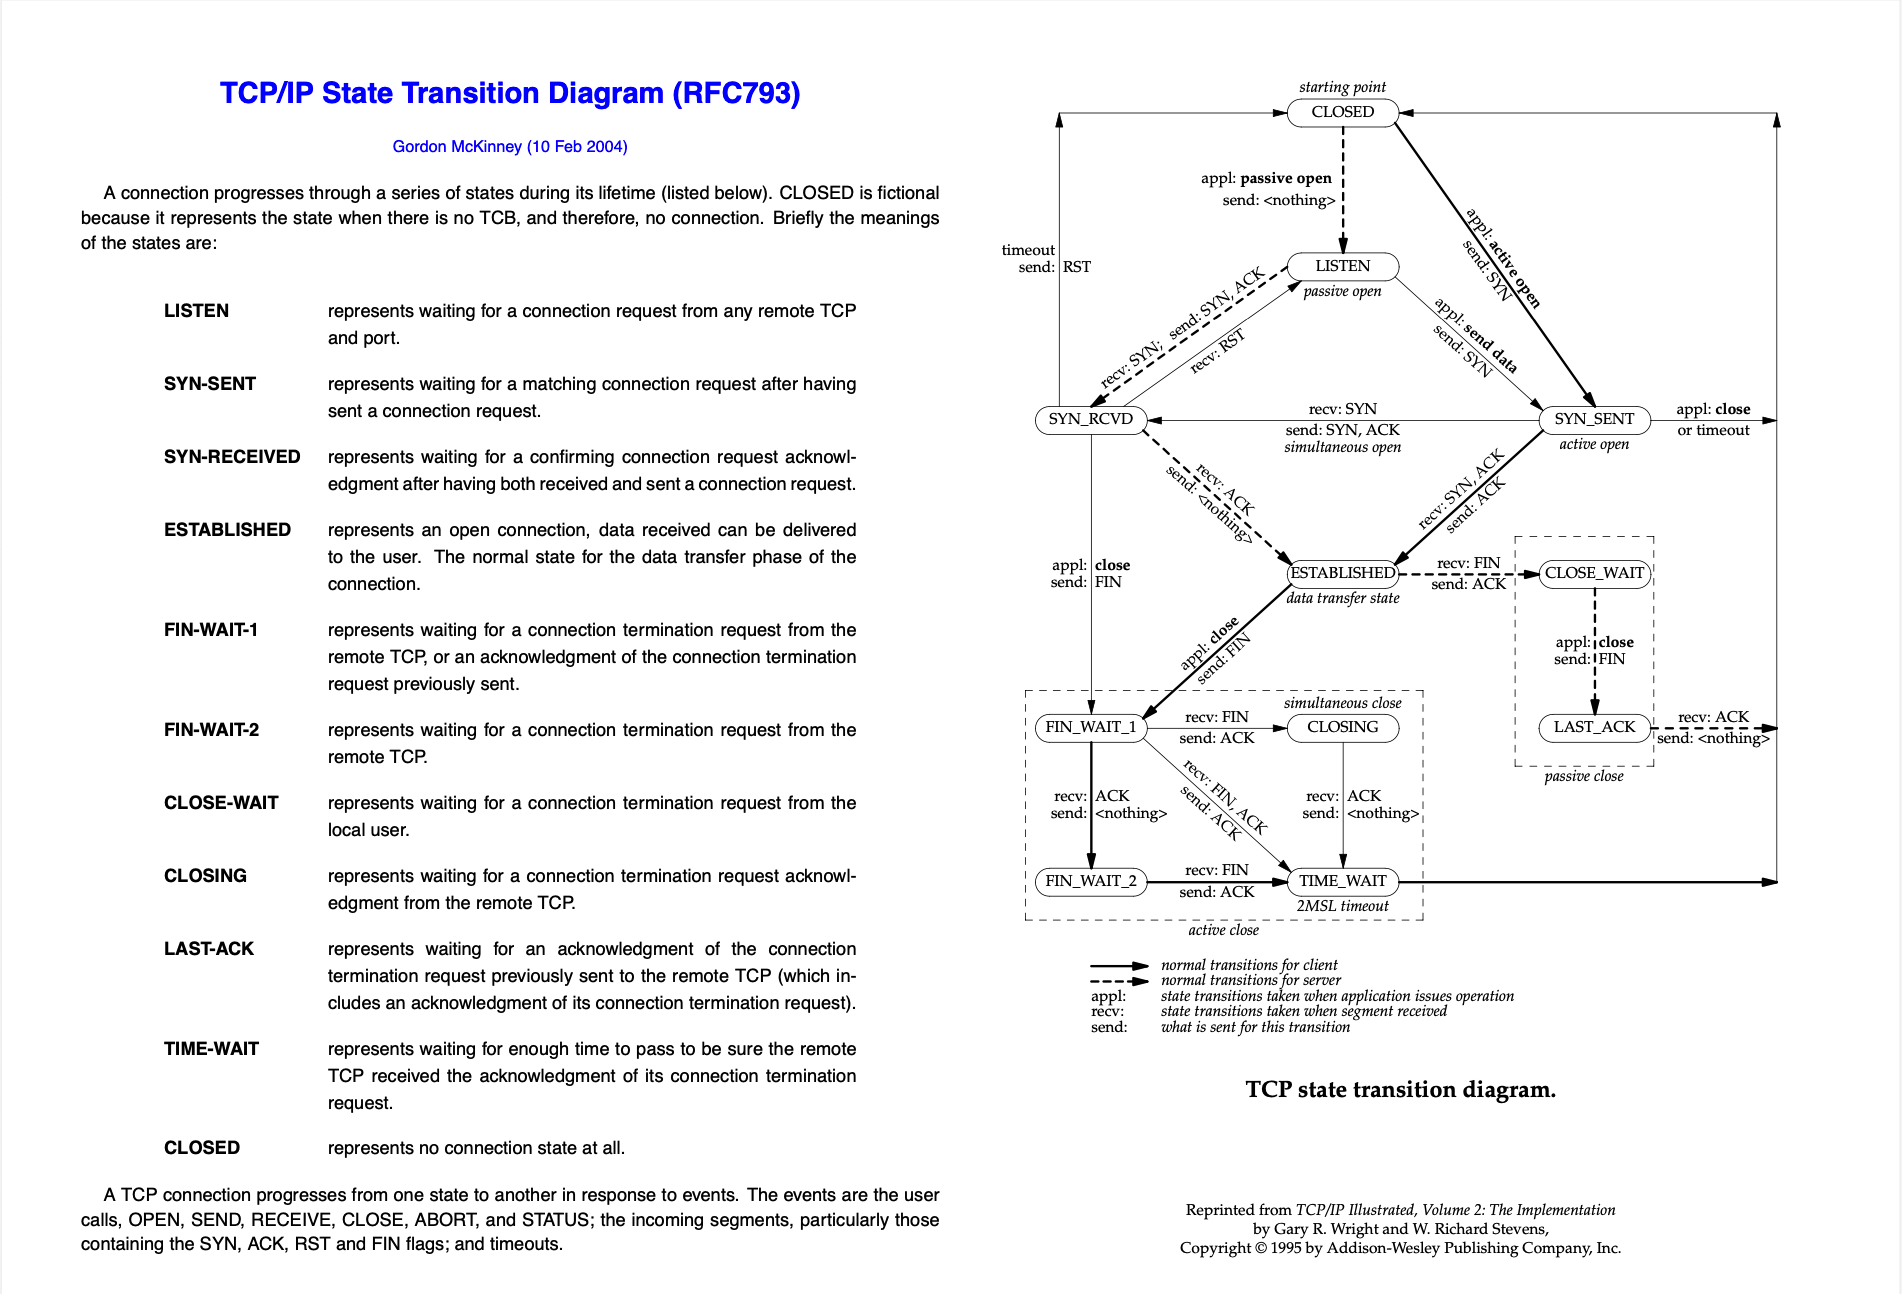 TCP/IP State Transition Diagram (RFC793)
Gordon McKinney (10 Feb 2004)
A connection progresses through a series of states during its lifetime (listed below). CLOSED is fictional
because it represents the state when there is no TCB, and therefore, no connection. Briefly the meanings
of the states are:
LISTEN represents waiting for a connection request from any remote TCP
and port.
SYN-SENT represents waiting for a matching connection request after having
sent a connection request.
SYN-RECEIVED represents waiting for a confirming connection request acknowl-
edgment after having both received and sent a connection request.
ESTABLISHED represents an open connection, data received can be delivered
to the user. The normal state for the data transfer phase of the
connection.
FIN-WAIT-1 represents waiting for a connection termination request from the
remote TCP, or an acknowledgment of the connection termination
request previously sent.
FIN-WAIT-2 represents waiting for a connection termination request from the
remote TCP.
CLOSE-WAIT represents waiting for a connection termination request from the
local user.
CLOSING represents waiting for a connection termination request acknowl-
edgment from the remote TCP.
LAST-ACK represents waiting for an acknowledgment of the connection
termination request previously sent to the remote TCP (which in-
cludes an acknowledgment of its connection termination request).
TIME-WAIT represents waiting for enough time to pass to be sure the remote
TCP received the acknowledgment of its connection termination
request.
CLOSED represents no connection state at all.
A TCP connection progresses from one state to another in response to events. The events are the user
calls, OPEN, SEND, RECEIVE, CLOSE, ABORT, and STATUS; the incoming segments, particularly those
containing the SYN, ACK, RST and FIN flags; and timeouts.
starting point
CLOSED
appl: passive open
send: <nothing>
appl: active open
send: SYN
timeout
send: RST
LISTEN
passive open
recv: SYN; send: SYN, ACK
recv: RST
appl: send data
send: SYN
SYN_RCVD
recv: SYN
send: SYN, ACK
simultaneous open
SYN_SENT
active open
appl: close
or timeout
recv: ACK
send: <nothing>
recv: SYN, ACK
send: ACK
appl: close
send: FIN
ESTABLISHED
data transfer state
recv: FIN
send: ACK
CLOSE_WAIT
appl: close
send: FIN
appl: close
send: FIN
simultaneous close
FIN_WAIT_1
recv: FIN
send: ACK
CLOSING
LAST_ACK
recv: ACK
send: <nothing>
passive close
recv: ACK
send: <nothing>
recv: FIN, ACK
send: ACK
recv: ACK
send: <nothing>
FIN_WAIT_2
recv: FIN
send: ACK
TIME_WAIT
2MSL timeout
active close
normal transitions for client
normal transitions for server
appl: state transitions taken when application issues operation
recv: state transitions taken when segment received
send: what is sent for this transition
TCP state transition diagram.
Reprinted from TCP/IP Illustrated, Volume 2: The Implementation
by Gary R. Wright and W. Richard Stevens,
Copyright © 1995 by Addison-Wesley Publishing Company, Inc.